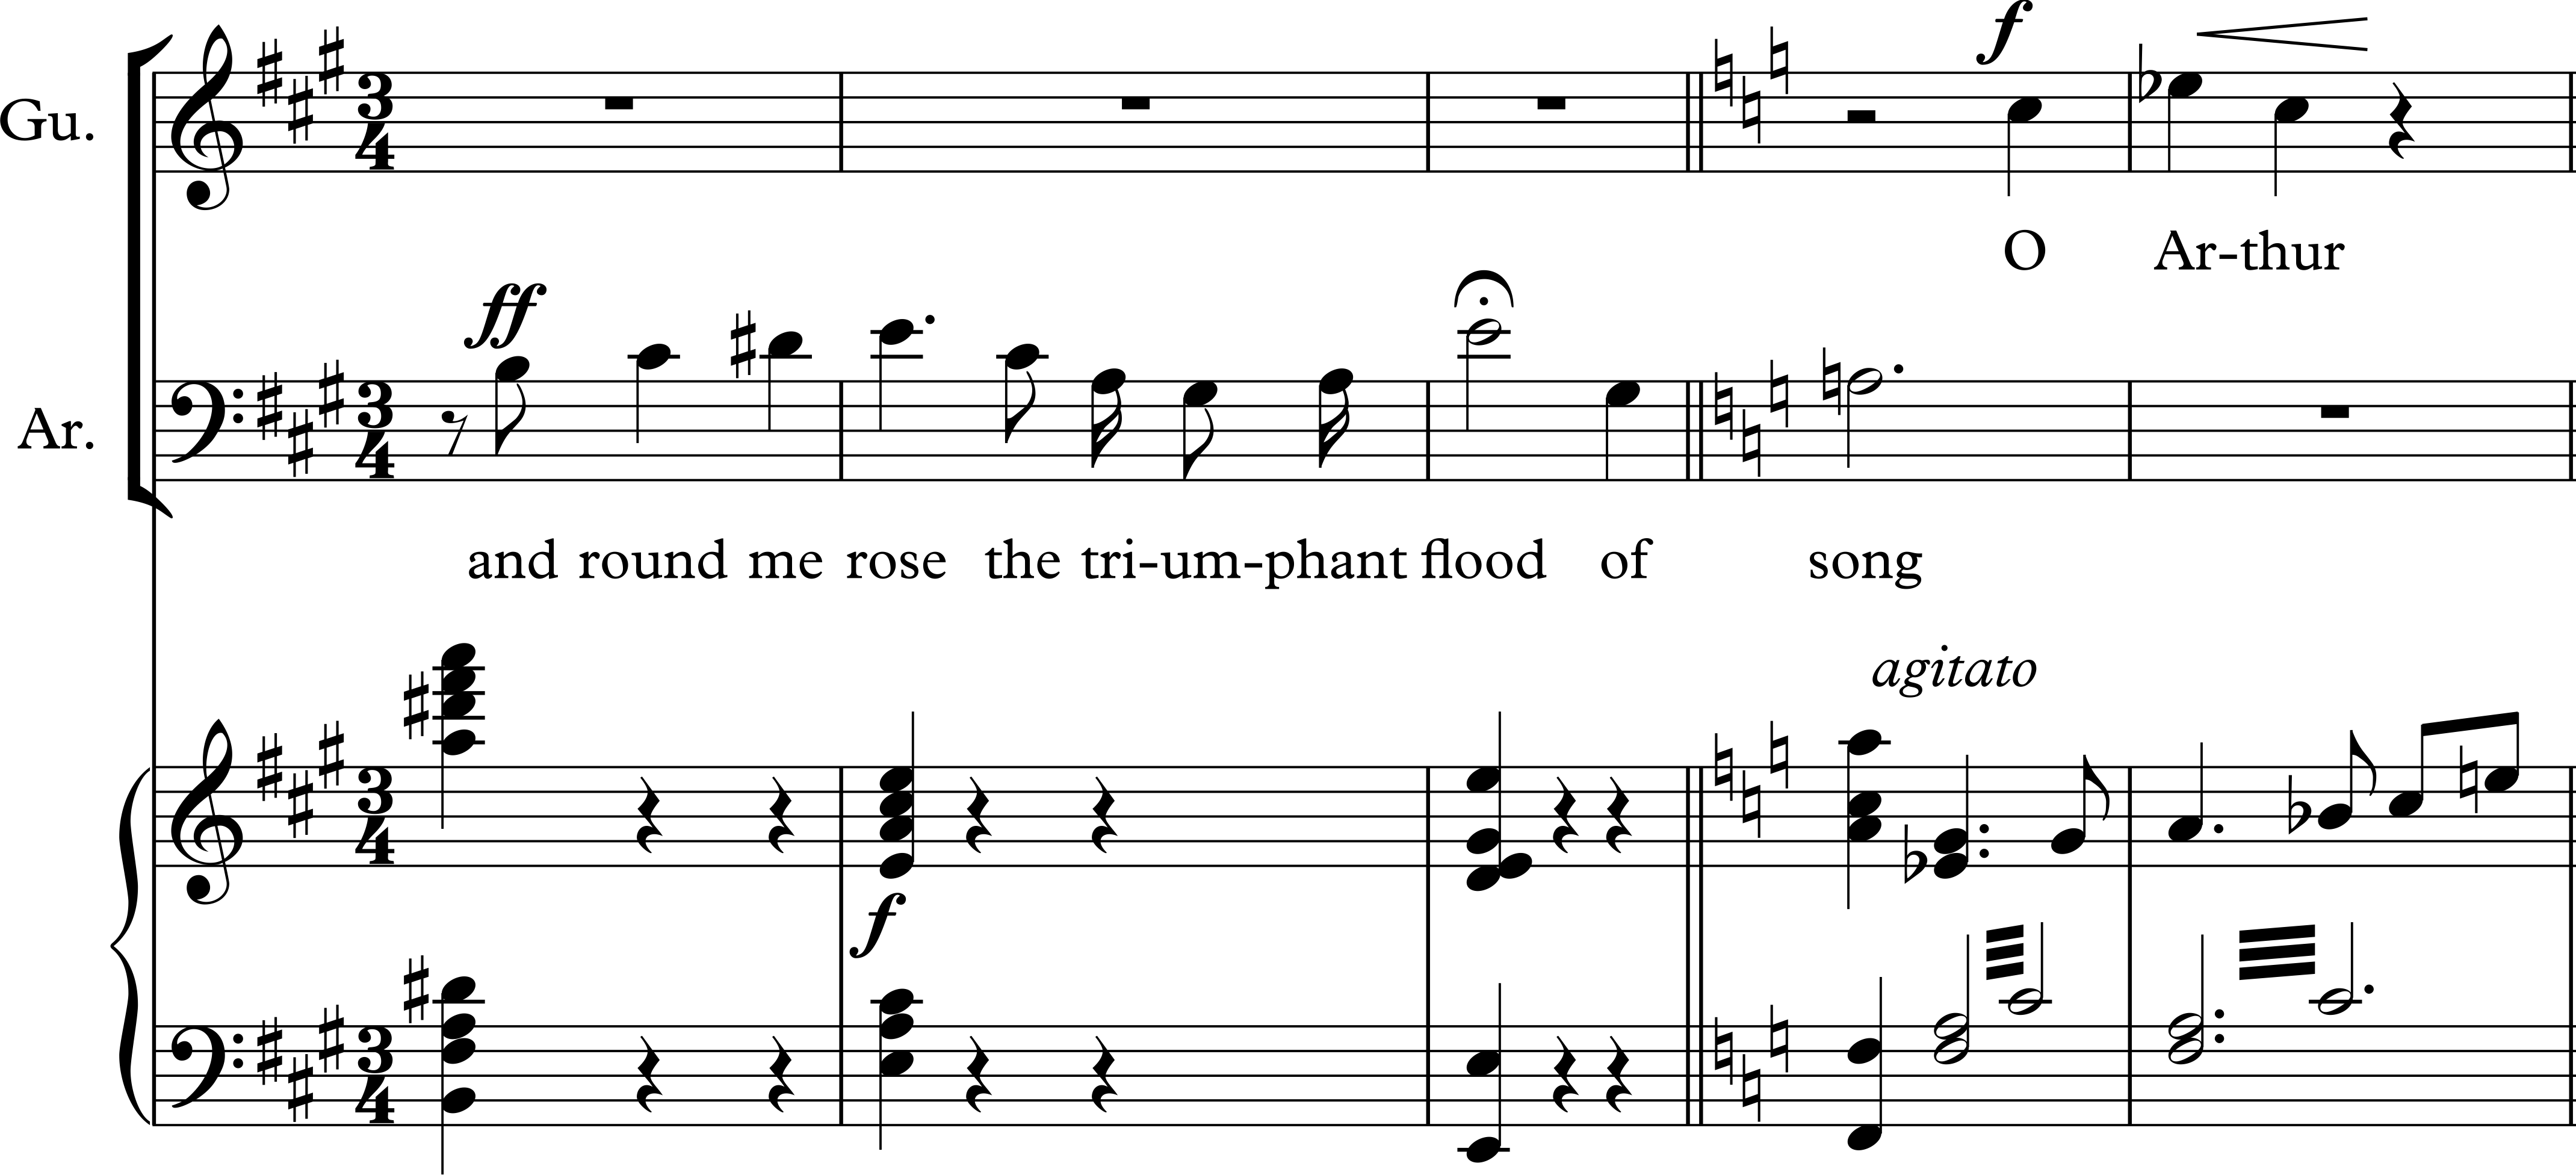 Gu.
f
O Ar-thur
Ar.
ff
and round me rose the tri-um-phant flood of song
agitato
f